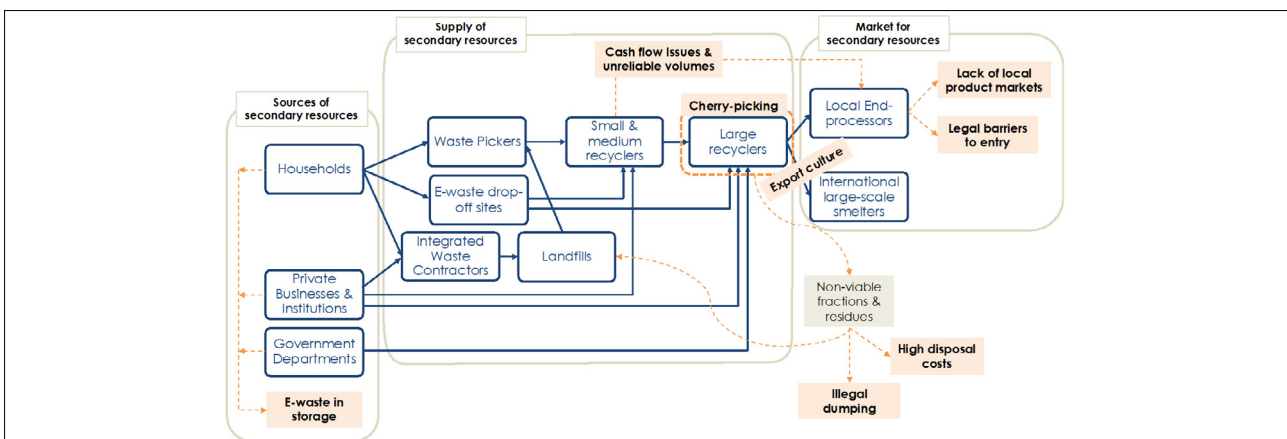 Supply of
secondary resources
Market for
secondary resources
Cash flow issues &
unreliable volumes
Lack of local
product markets
Sources of
secondary resources
Cherry-picking
Local End-
processors
Waste Pickers
Small &
medium
recyclers
Large
recyclers
Legal barriers
to entry
Households
Export culture
E-waste drop-
off sites
International
large-scale
smelters
Integrated
Waste
Contractors
Landfills
Private
Businesses &
Institutions
Non-viable
fractions &
residues
Government
Departments
High disposal
costs
E-waste in
storage
Illegal
dumping